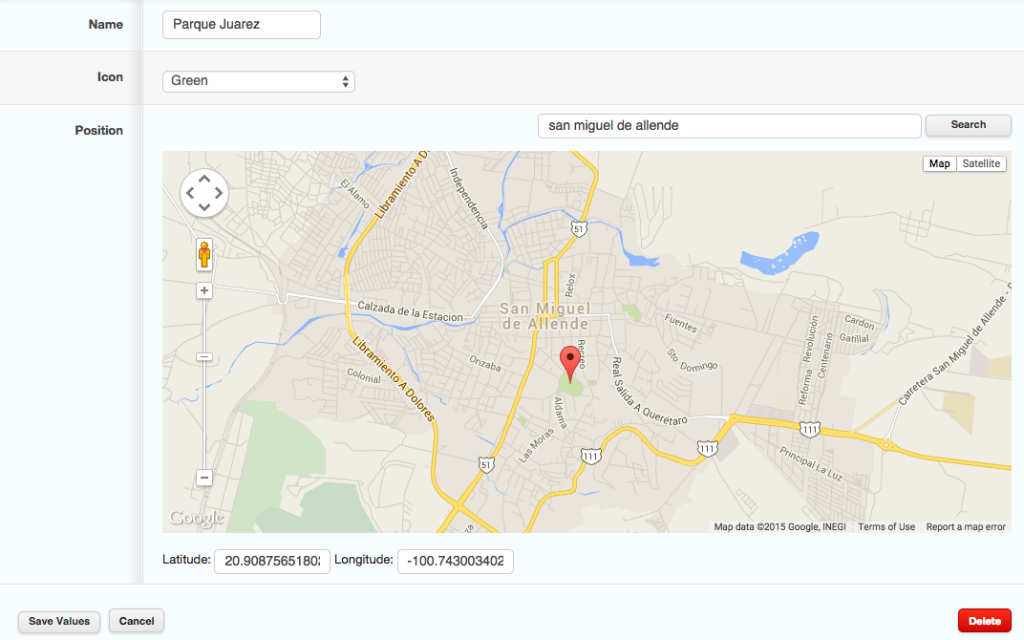 Name
Parque Juarez
Icon
Green
Position
san miguel de allende
Search
Map Satellite
El Alamo
Libramiento A D
Independencia
51
Relox
Calzada de la Estacion
San Miguel
de Allende
Fuentes
Cardon
Garitial
Revolución
Reforma
Centenario
Carretera San Miguel de Allende -
Libramiento A Dolores
Colonial
Orizaba
Recreo
Sto. Domingo
Real Salida A Querétaro
Aldama
Las Moras
111
111
111
51
Principal La Luz
Google
Map data ©2015 Google, INEGI Terms of Use Report a map error
Latitude: 20.9087565180 Longitude: -100.743003402
Save Values Cancel Delete